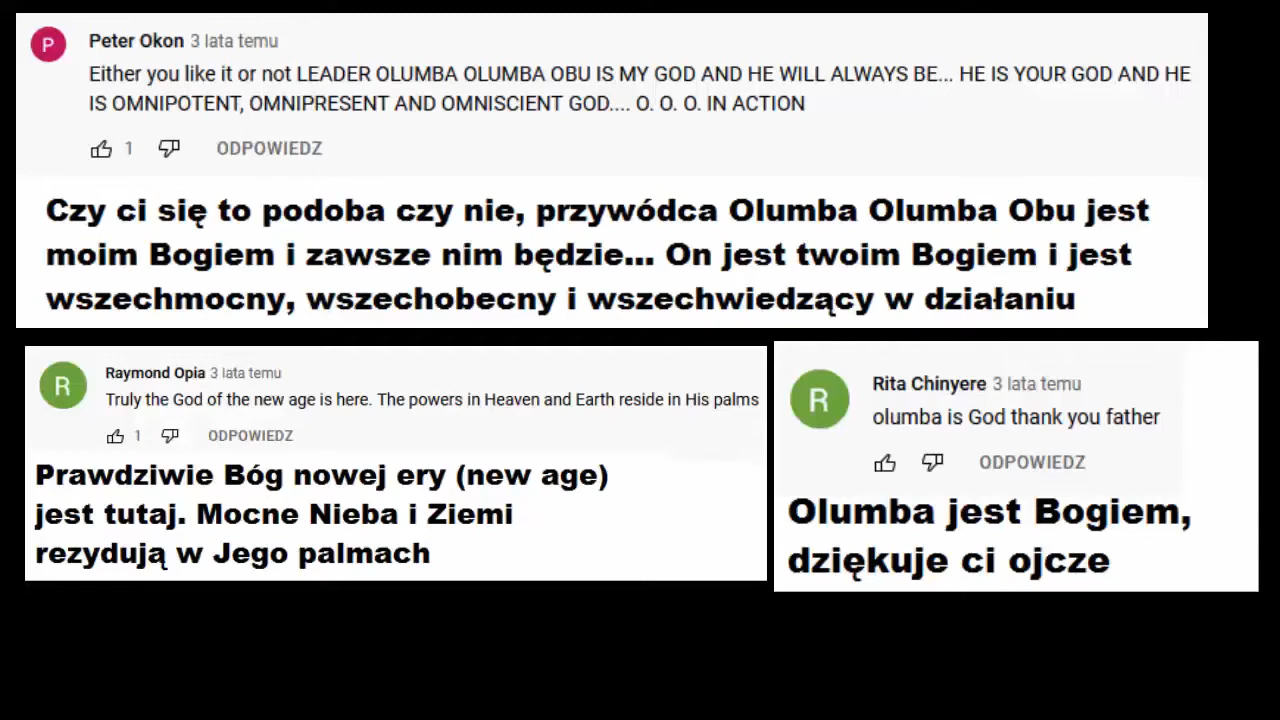 P Peter Okon 3 lata temu
Either you like it or not LEADER OLUMBA OLUMBA OBU IS MY GOD AND HE WILL ALWAYS BE... HE IS YOUR GOD AND HE
IS OMNIPOTENT, OMNIPRESENT AND OMNISCIENT GOD.... O. O. O. IN ACTION
1 ODPOWIEDZ
Czy ci się to podoba czy nie, przywódca Olumba Olumba Obu jest
moim Bogiem i zawsze nim będzie... On jest twoim Bogiem i jest
wszechmocny, wszechobecny i wszechwiedzący w działaniu
R Raymond Opia 3 lata temu
Truly the God of the new age is here. The powers in Heaven and Earth reside in His palms
1 ODPOWIEDZ
Prawdziwie Bóg nowej ery (new age)
jest tutaj. Mocne Nieba i Ziemi
rezydują w Jego palmach
R Rita Chinyere 3 lata temu
olumba is God thank you father
ODPOWIEDZ
Olumba jest Bogiem,
dziękuje ci ojcze